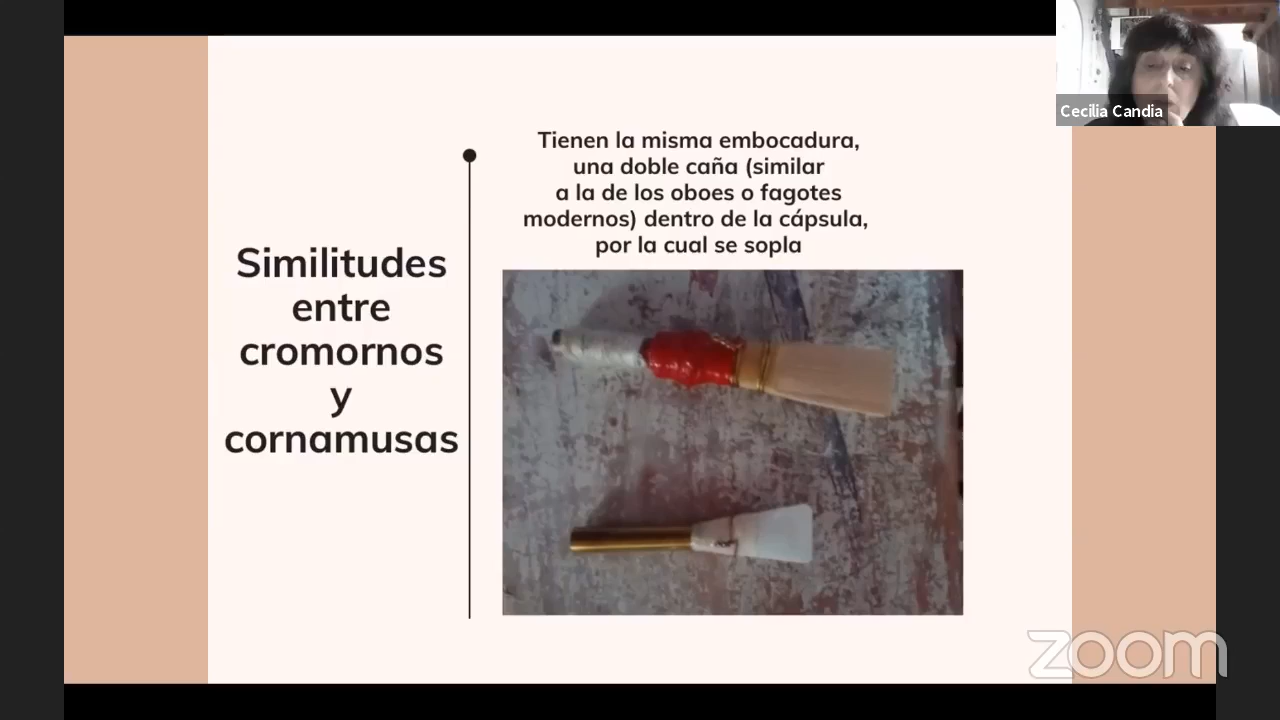 Cecilia Candia
Tienen la misma embocadura,
una doble caña (similar
a la de los oboes o fagotes
modernos) dentro de la cápsula,
por la cual se sopla
Similitudes
entre
cromornos
y
cornamusas
zoom